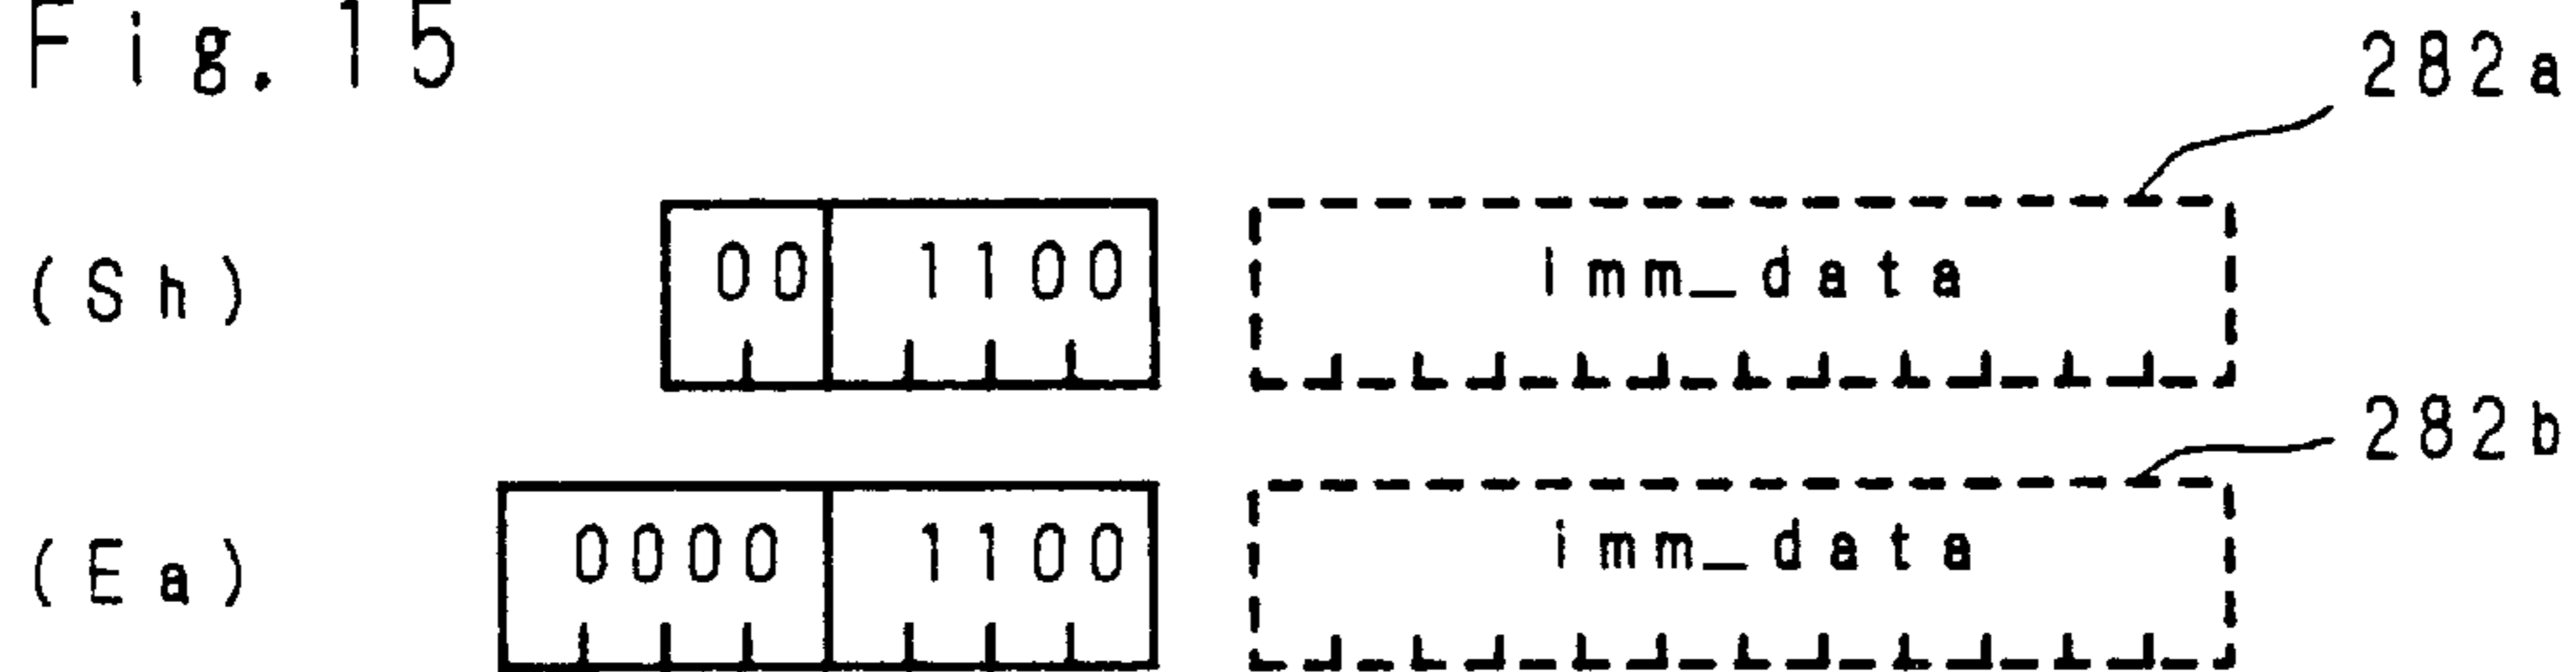 Fig. 15
282a
(Sh) 00 1100 imm_data
282b
(Ea) 0000 1100 imm_data